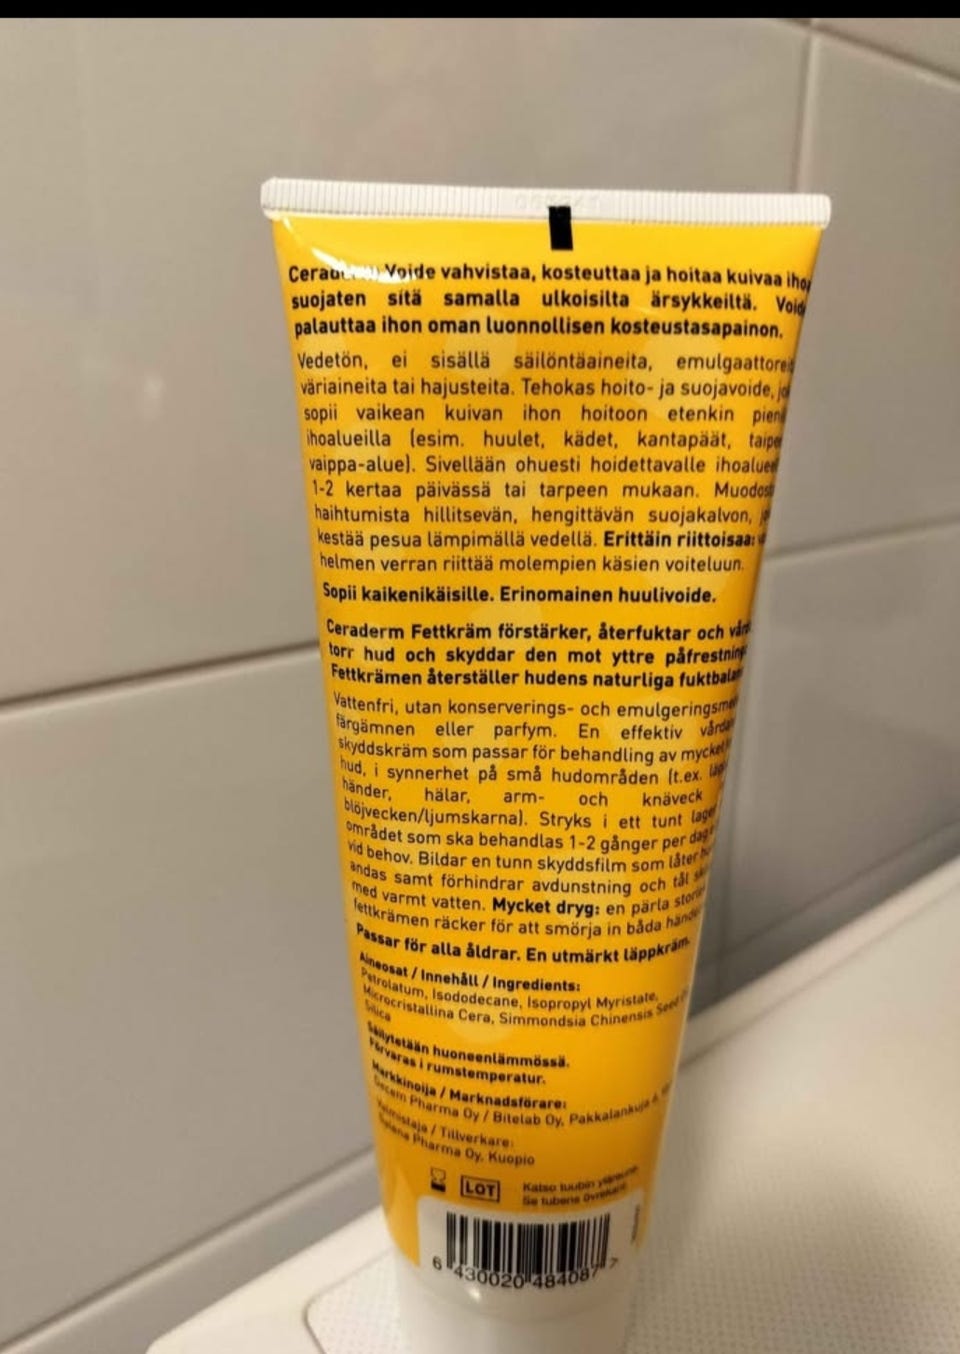 Voide vahvistaa, kosteuttaa ja hoitaa kuivaa
suojaten sitä samalla ulkoisilta ärsykkeiltä.
palauttaa ihon oman luonnollisen kosteustasapainon.
Vedetön, ei sisällä säilöntäaineita,
väriaineita tai hajusteita. Tehokas hoito- ja suojavoide,
sopii vaikean kuivan ihon hoitoon etenkin
ihoalueilla (esim. huulet, kädet, kantapäät,
vaippa-alue). Sivellään ohuesti hoidettavalle
1-2 kertaa päivässä tai tarpeen mukaan.
haihtumista hillitsevän, hengittävän suojakalvon,
kestää pesua lämpimällä vedellä. Erittäin riittoisaa:
helmen verran riittää molempien käsien voiteluun.
Sopii kaikenikäisille. Erinomainen huulivoide.
Ceraderm Fettkräm förstärker, återfuktar och
torr hud och skyddar den mot yttre
Fettkrämen återställer hudens naturliga
Vattenfri, utan konserverings- och
färgämnen eller parfym. En effektiv
skyddskräm som passar för behandling av mycket
hud, i synnerhet på små hudområden (t.ex.
händer, hälar, arm- och knäveck
blöjvecken/ljumskarna). Stryks i ett tunt lager
området som ska behandlas 1-2 gånger per dag
vid behov. Bildar en tunn skyddsfilm som låter
andas samt förhindrar avdunstning och tål
med varmt vatten. Mycket dryg: en pärla
fettkrämen räcker för att smörja in båda
Passar för alla åldrar. En utmärkt läppkräm.
Aineosat / Innehåll / Ingredients:
Petrolatum, Isododecane, Isopropyl Myristate,
Microcristallina Cera, Simmondsia Chinensis Seed
Silica
Säilytetään huoneenlämmössä.
Förvaras i rumstemperatur.
Markkinoija / Marknadsförare:
Pharma Oy / Bitelab Oy, Pakkalankuja 6,
Valmistaja / Tillverkare:
Pharma Oy, Kuopio
LOT
Katso tuubin
Se tubens övrekant
6 430020 484087 7